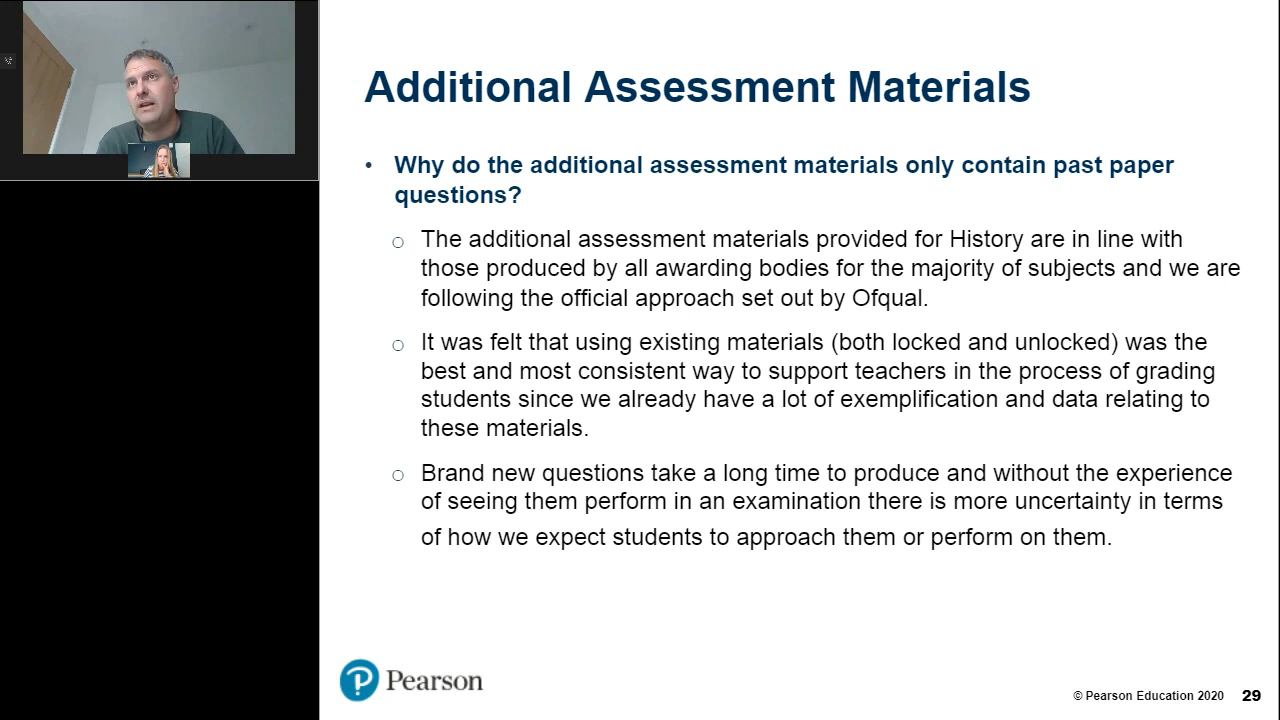 Additional Assessment Materials
• Why do the additional assessment materials only contain past paper
questions?
○ The additional assessment materials provided for History are in line with
those produced by all awarding bodies for the majority of subjects and we are
following the official approach set out by Ofqual.
○ It was felt that using existing materials (both locked and unlocked) was the
best and most consistent way to support teachers in the process of grading
students since we already have a lot of exemplification and data relating to
these materials.
○ Brand new questions take a long time to produce and without the experience
of seeing them perform in an examination there is more uncertainty in terms
of how we expect students to approach them or perform on them.
Pearson
© Pearson Education 2020 29